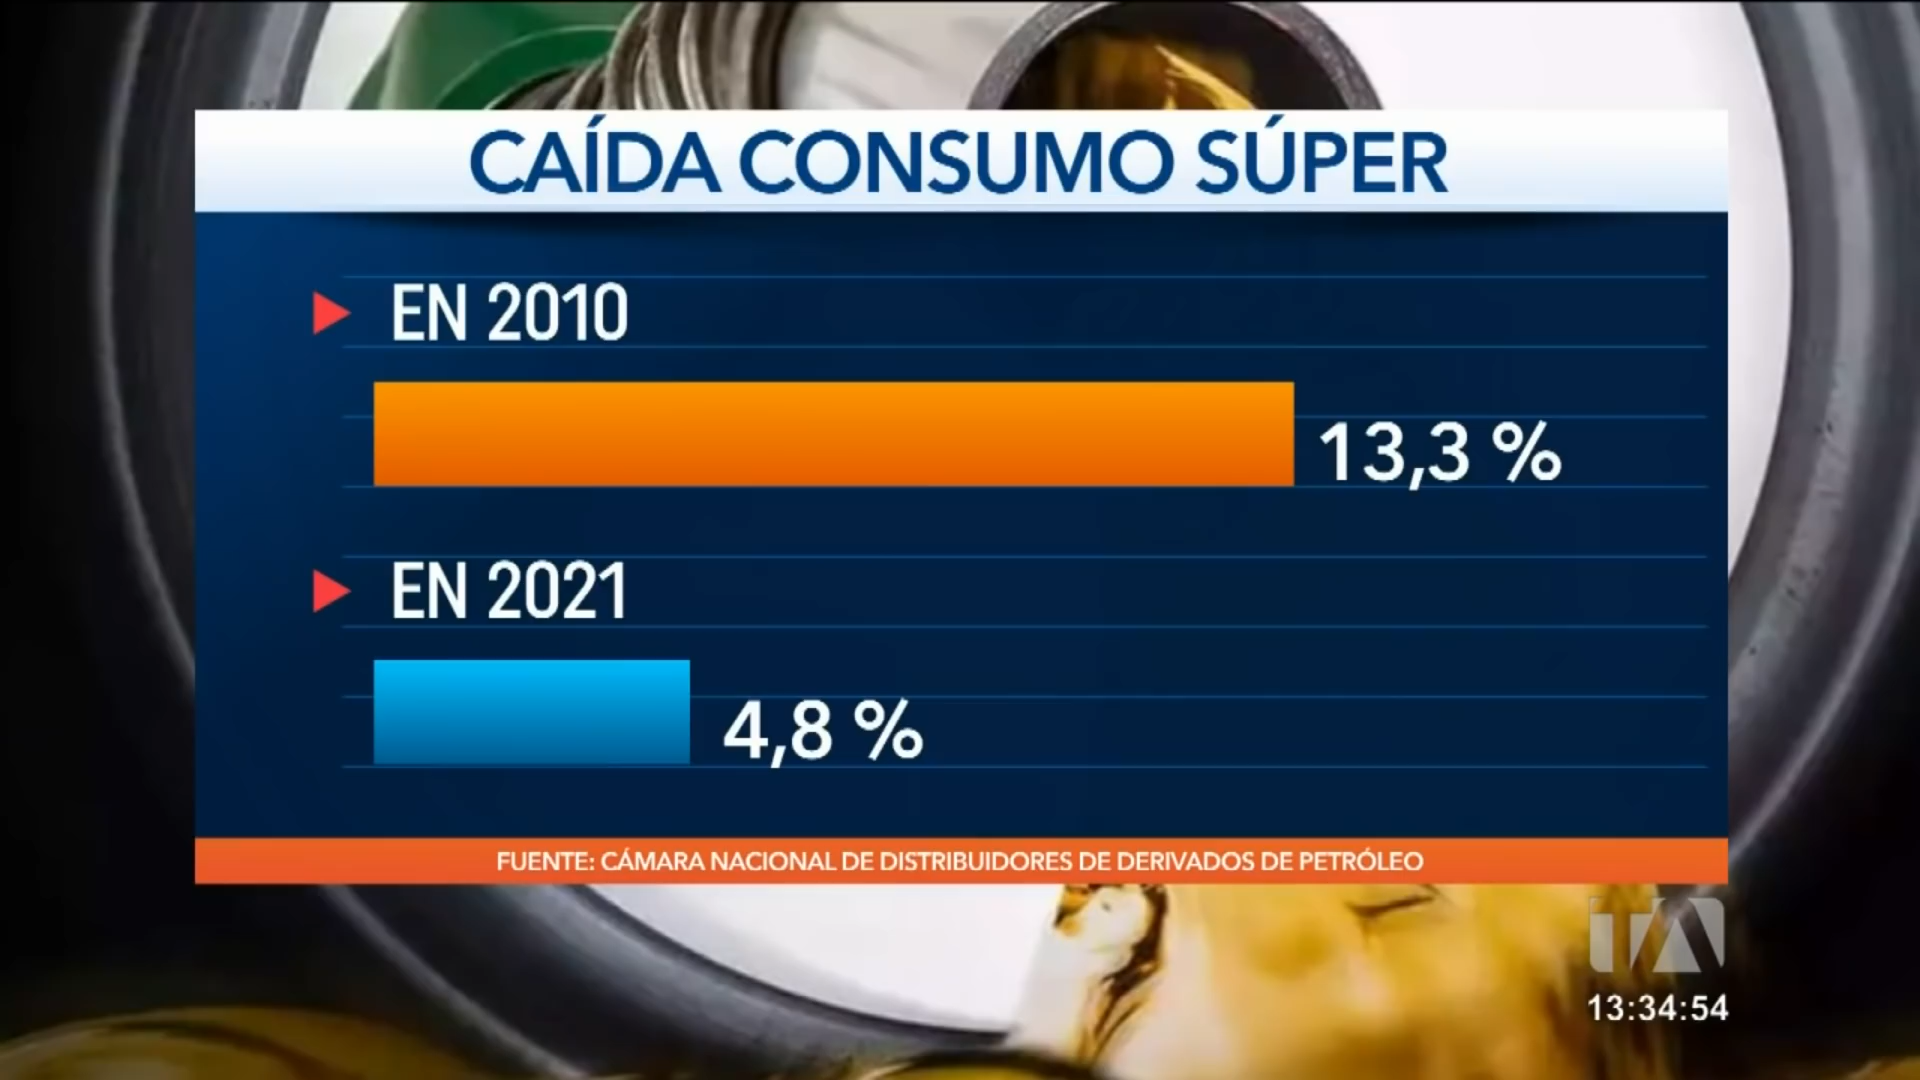 CAÍDA CONSUMO SÚPER
EN 2010
13,3 %
EN 2021
4,8 %
FUENTE: CÁMARA NACIONAL DE DISTRIBUIDORES DE DERIVADOS DE PETRÓLEO
TA
13:34:54